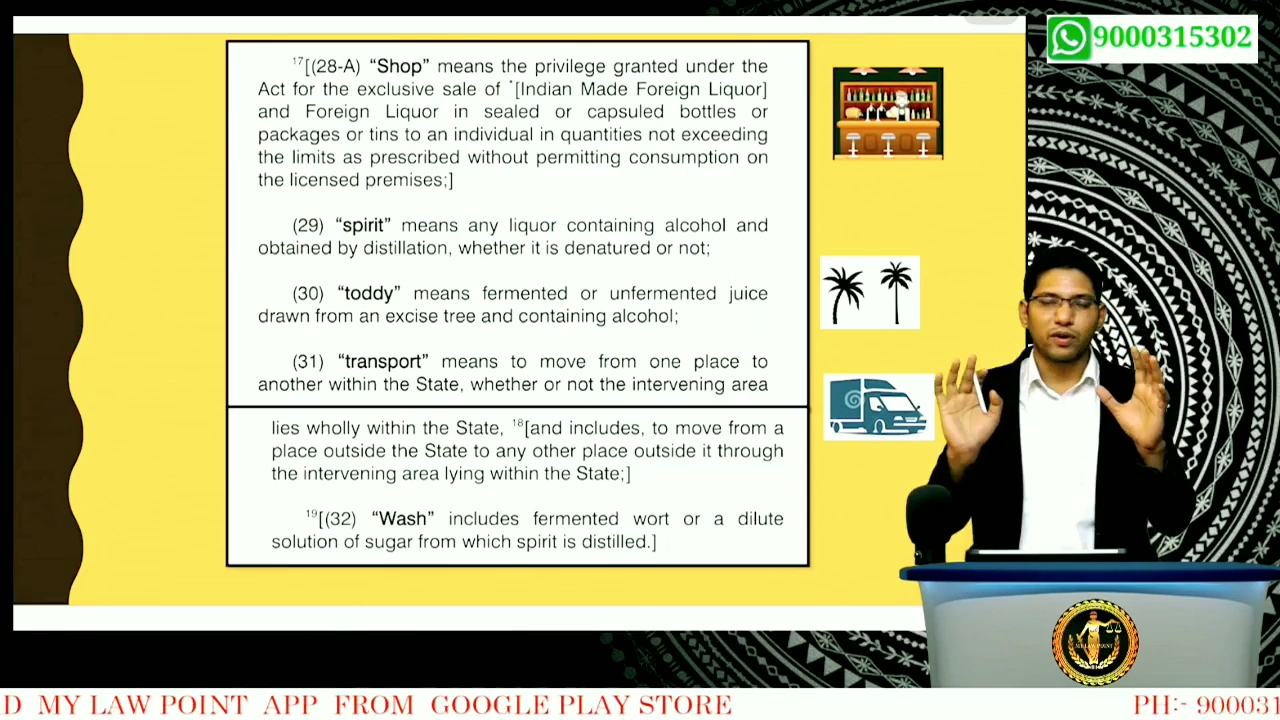 9000315302
17[(28-A) “Shop” means the privilege granted under the
Act for the exclusive sale of *[Indian Made Foreign Liquor]
and Foreign Liquor in sealed or capsuled bottles or
packages or tins to an individual in quantities not exceeding
the limits as prescribed without permitting consumption on
the licensed premises;]
(29) “spirit” means any liquor containing alcohol and
obtained by distillation, whether it is denatured or not;
(30) “toddy” means fermented or unfermented juice
drawn from an excise tree and containing alcohol;
(31) “transport” means to move from one place to
another within the State, whether or not the intervening area
lies wholly within the State, 18[and includes, to move from a
place outside the State to any other place outside it through
the intervening area lying within the State;]
19[(32) “Wash” includes fermented wort or a dilute
solution of sugar from which spirit is distilled.]
MY LAW POINT
D MY LAW POINT APP FROM GOOGLE PLAY STORE
PH:- 900031